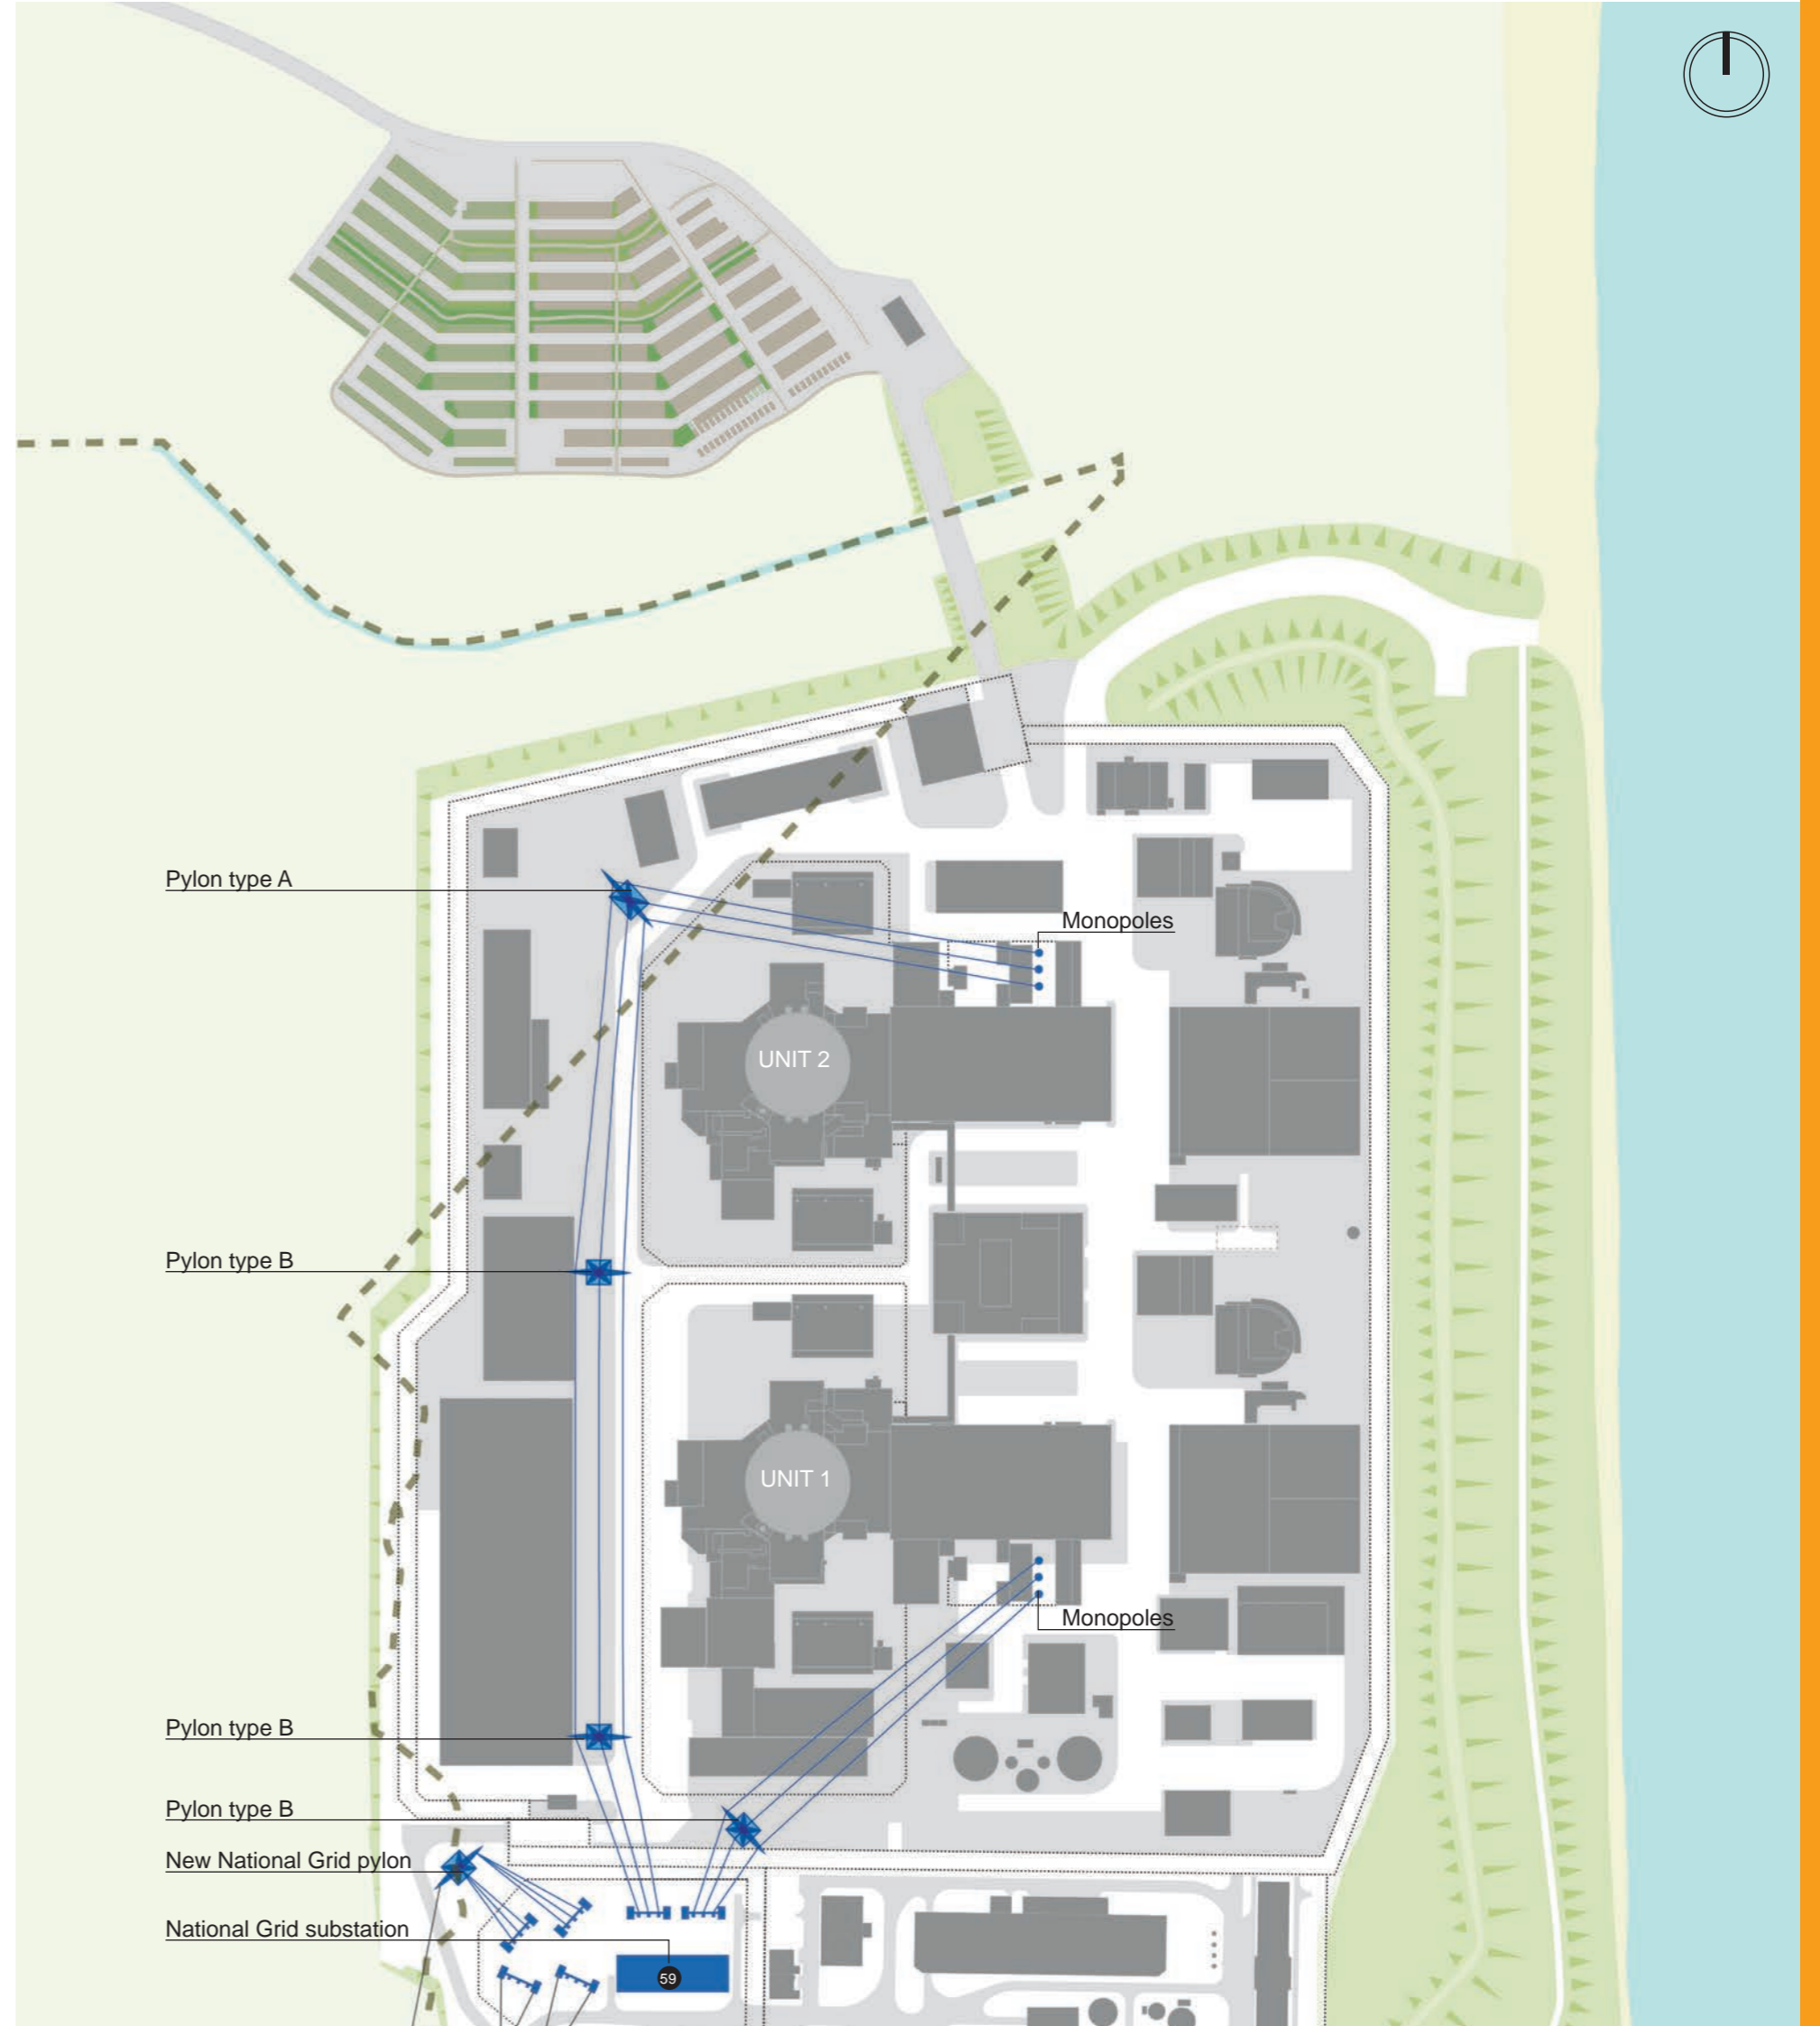 Pylon type A
Monopoles
UNIT 2
Pylon type B
UNIT 1
Monopoles
Pylon type B
Pylon type B
New National Grid pylon
National Grid substation
59